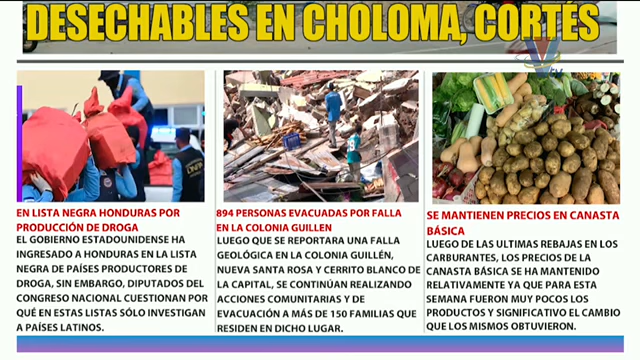 DESECHABLES EN CHOLOMA, CORTÉS
EN LISTA NEGRA HONDURAS POR
PRODUCCIÓN DE DROGA
EL GOBIERNO ESTADOUNIDENSE HA
INGRESADO A HONDURAS EN LA LISTA
NEGRA DE PAÍSES PRODUCTORES DE
DROGA, SIN EMBARGO, DIPUTADOS DEL
CONGRESO NACIONAL CUESTIONAN POR
QUÉ EN ESTAS LISTAS SÓLO INVESTIGAN
A PAÍSES LATINOS.
894 PERSONAS EVACUADAS POR FALLA
EN LA COLONIA GUILLEN
LUEGO QUE SE REPORTARA UNA FALLA
GEOLÓGICA EN LA COLONIA GUILLÉN,
NUEVA SANTA ROSA Y CERRITO BLANCO DE
LA CAPITAL, SE CONTINÚAN REALIZANDO
ACCIONES COMUNITARIAS Y DE
EVACUACIÓN A MÁS DE 150 FAMILIAS QUE
RESIDEN EN DICHO LUGAR.
SE MANTIENEN PRECIOS EN CANASTA
BÁSICA
LUEGO DE LAS ULTIMAS REBAJAS EN LOS
CARBURANTES, LOS PRECIOS DE LA
CANASTA BÁSICA SE HA MANTENIDO
RELATIVAMENTE YA QUE PARA ESTA
SEMANA FUERON MUY POCOS LOS
PRODUCTOS Y SIGNIFICATIVO EL CAMBIO
QUE LOS MISMOS OBTUVIERON.